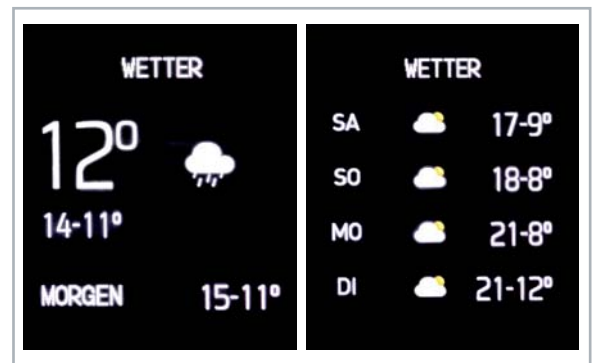 WETTER
12°
14-11°
MORGEN 15-11°
WETTER
SA 17-9°
SO 18-8°
MO 21-8°
DI 21-12°